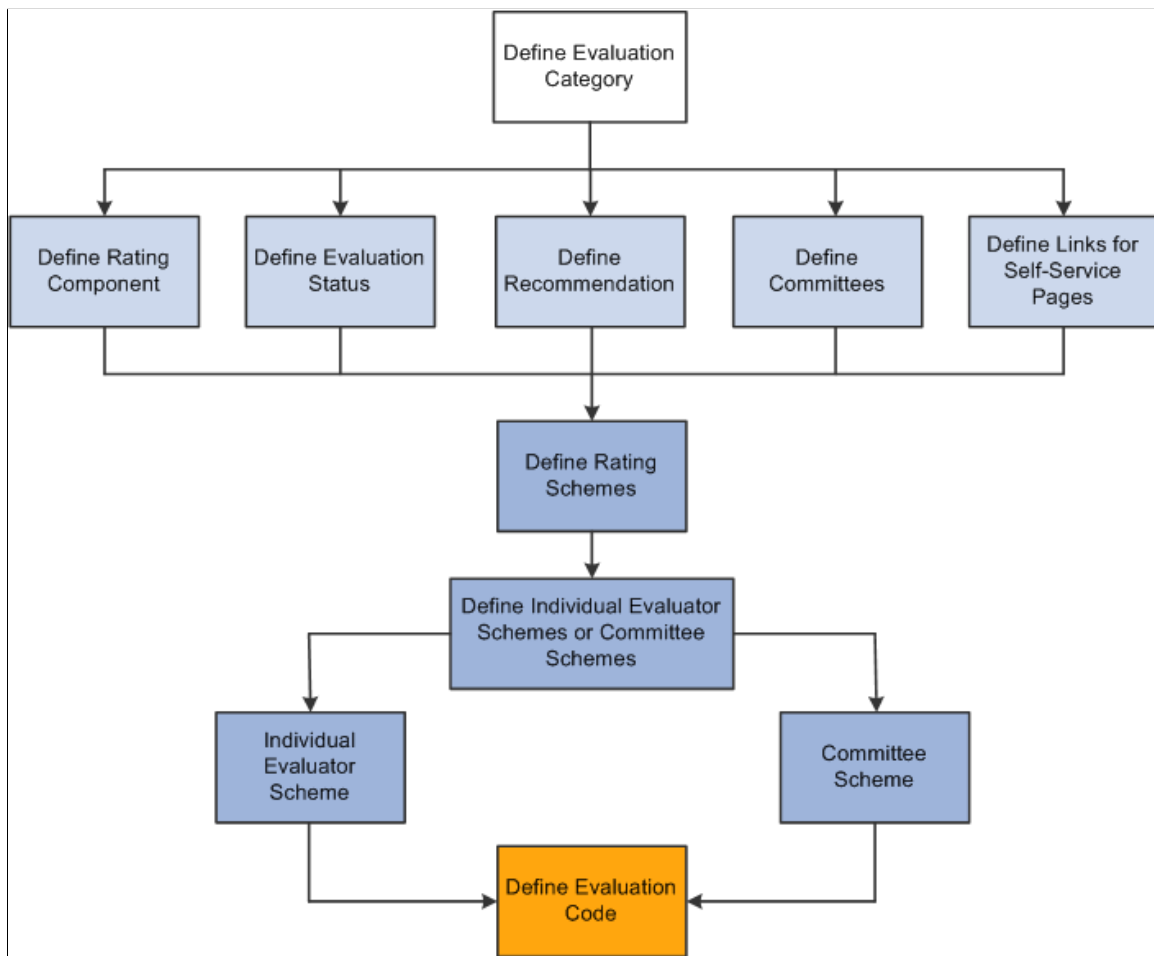 Define Evaluation
Category
Define Rating
Component
Define Evaluation
Status
Define
Recommendation
Define
Committees
Define Links for
Self-Service
Pages
Define Rating
Schemes
Define Individual Evaluator
Schemes or Committee
Schemes
Individual
Evaluator
Scheme
Committee
Scheme
Define Evaluation
Code